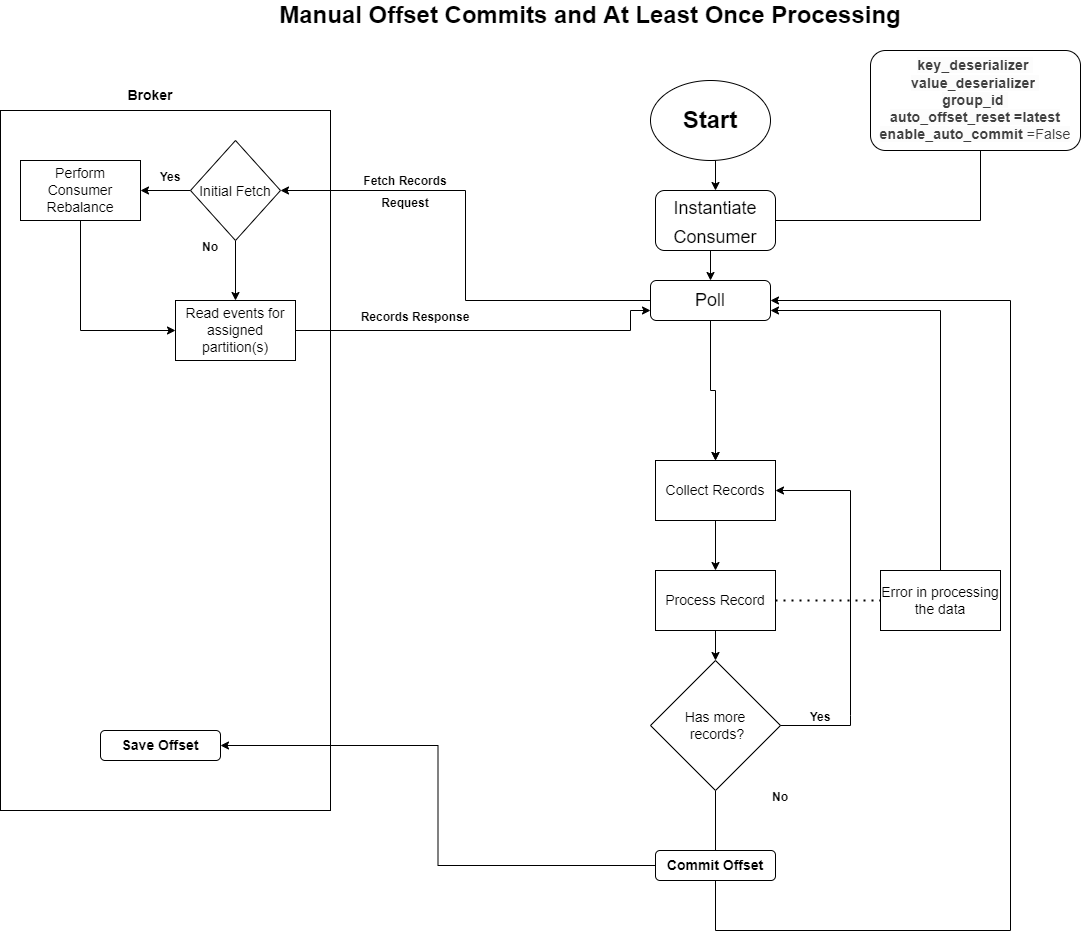 Manual Offset Commits and At Least Once Processing
key_deserializer
value_deserializer
group_id
auto_offset_reset =latest
enable_auto_commit =False
Broker
Start
Perform
Consumer
Rebalance
Yes
Initial Fetch
Fetch Records
Request
Instantiate
Consumer
No
Poll
Read events for
assigned
partition(s)
Records Response
Collect Records
Process Record
Error in processing
the data
Has more
records?
Yes
Save Offset
No
Commit Offset